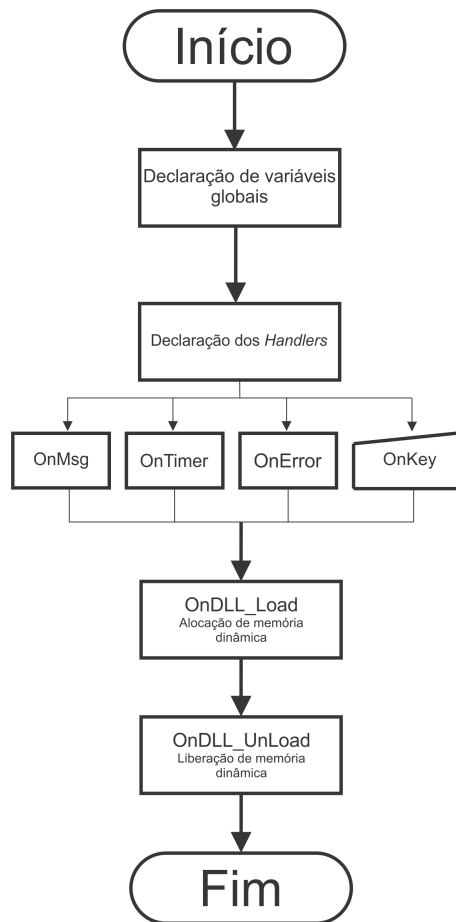 Início
Declaração de variáveis
globais
Declaração dos Handlers
OnMsg
OnTimer
OnError
OnKey
OnDLL_Load
Alocação de memória
dinâmica
OnDLL_UnLoad
Liberação de memória
dinâmica
Fim